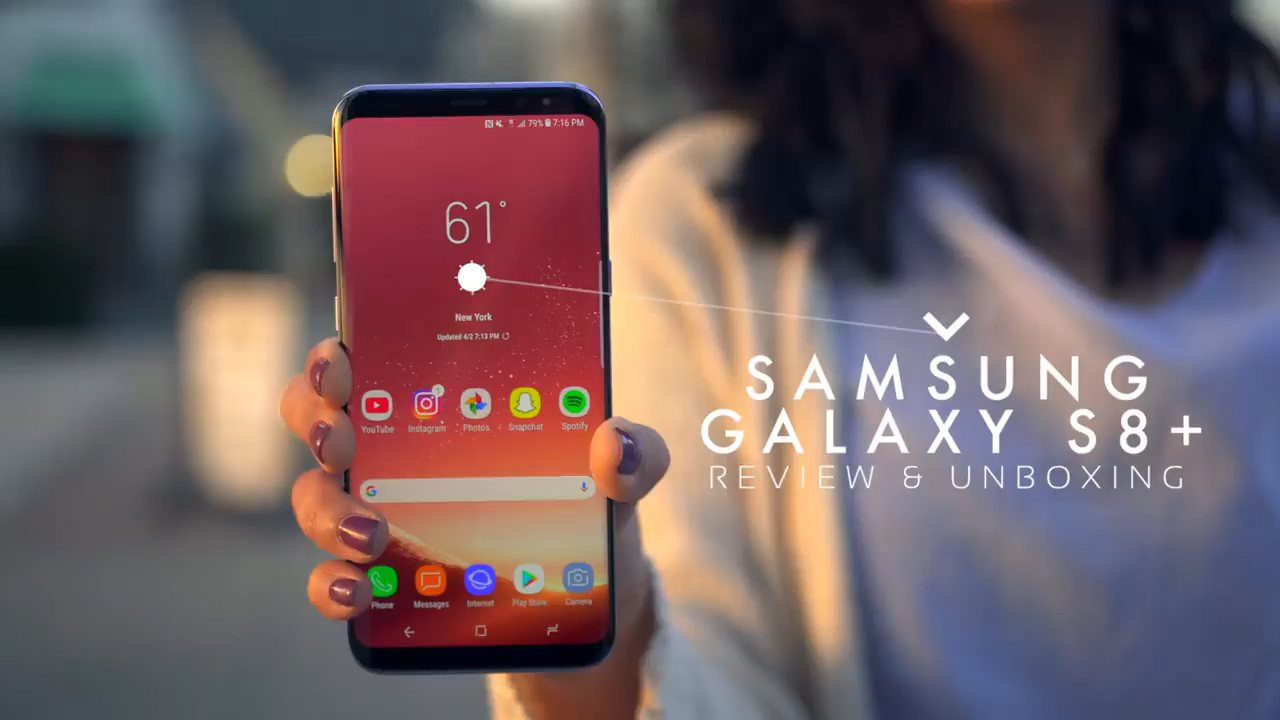 79% 7:16 PM
61°
New York
Updated 4/2 7:13 PM
1
YouTube Instagram Photos Snapchat Spotify
G
Phone Messages Internet Play Store Camera
SAMSUNG
GALAXY S8+
REVIEW & UNBOXING